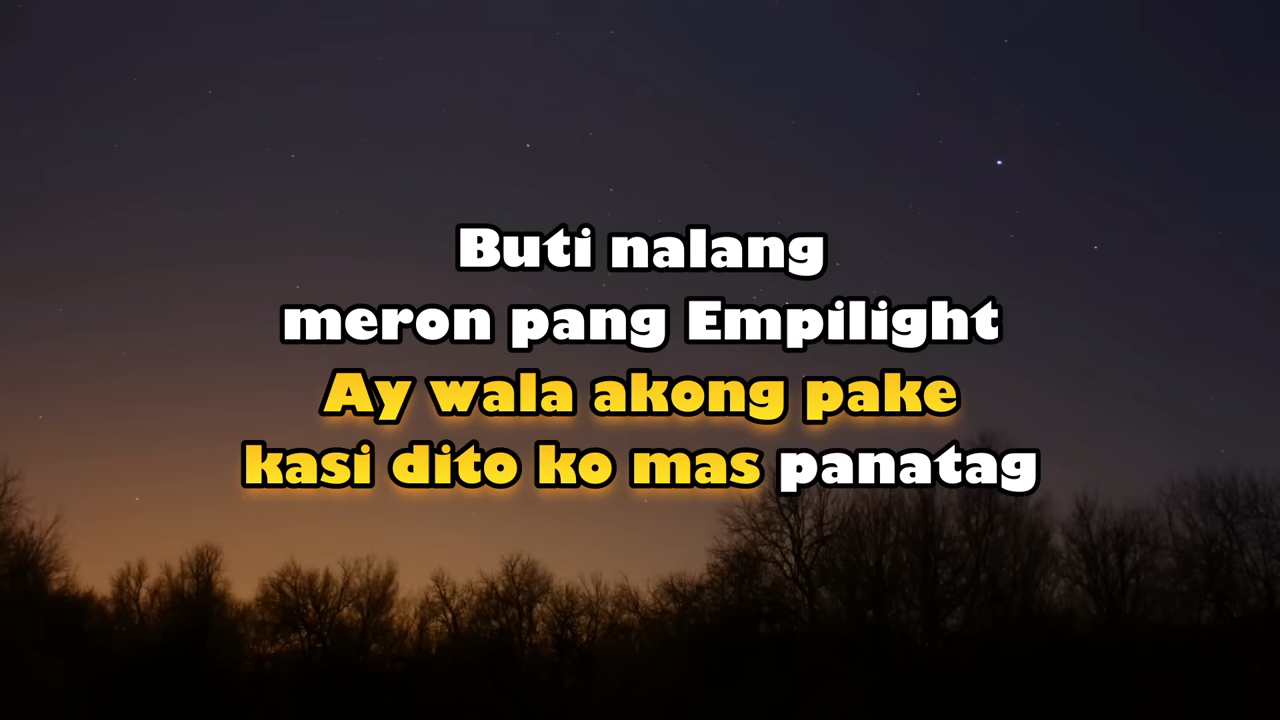 Buti nalang
meron pang Empilight
Ay wala akong pake
kasi dito ko mas panatag